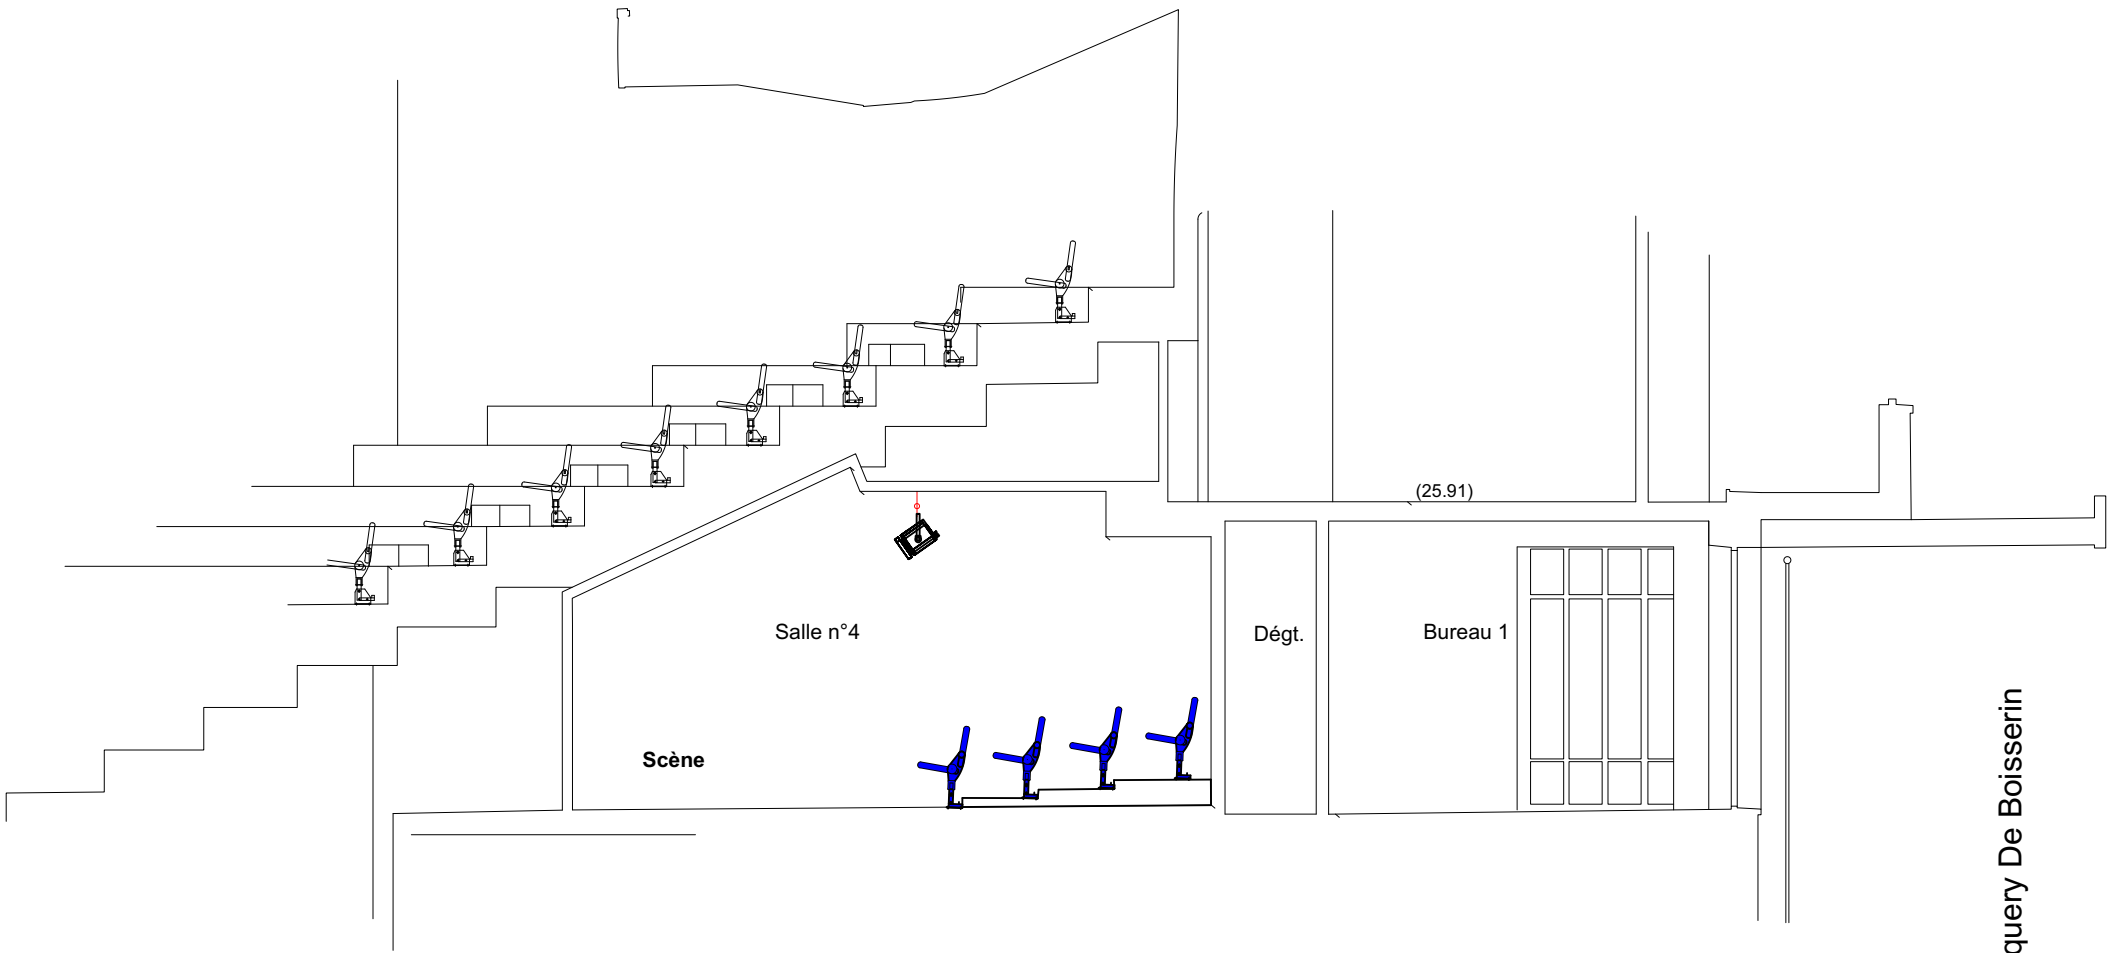 (25.91)
Salle n°4
Dégt.
Bureau 1
Scène
query De Boisserin